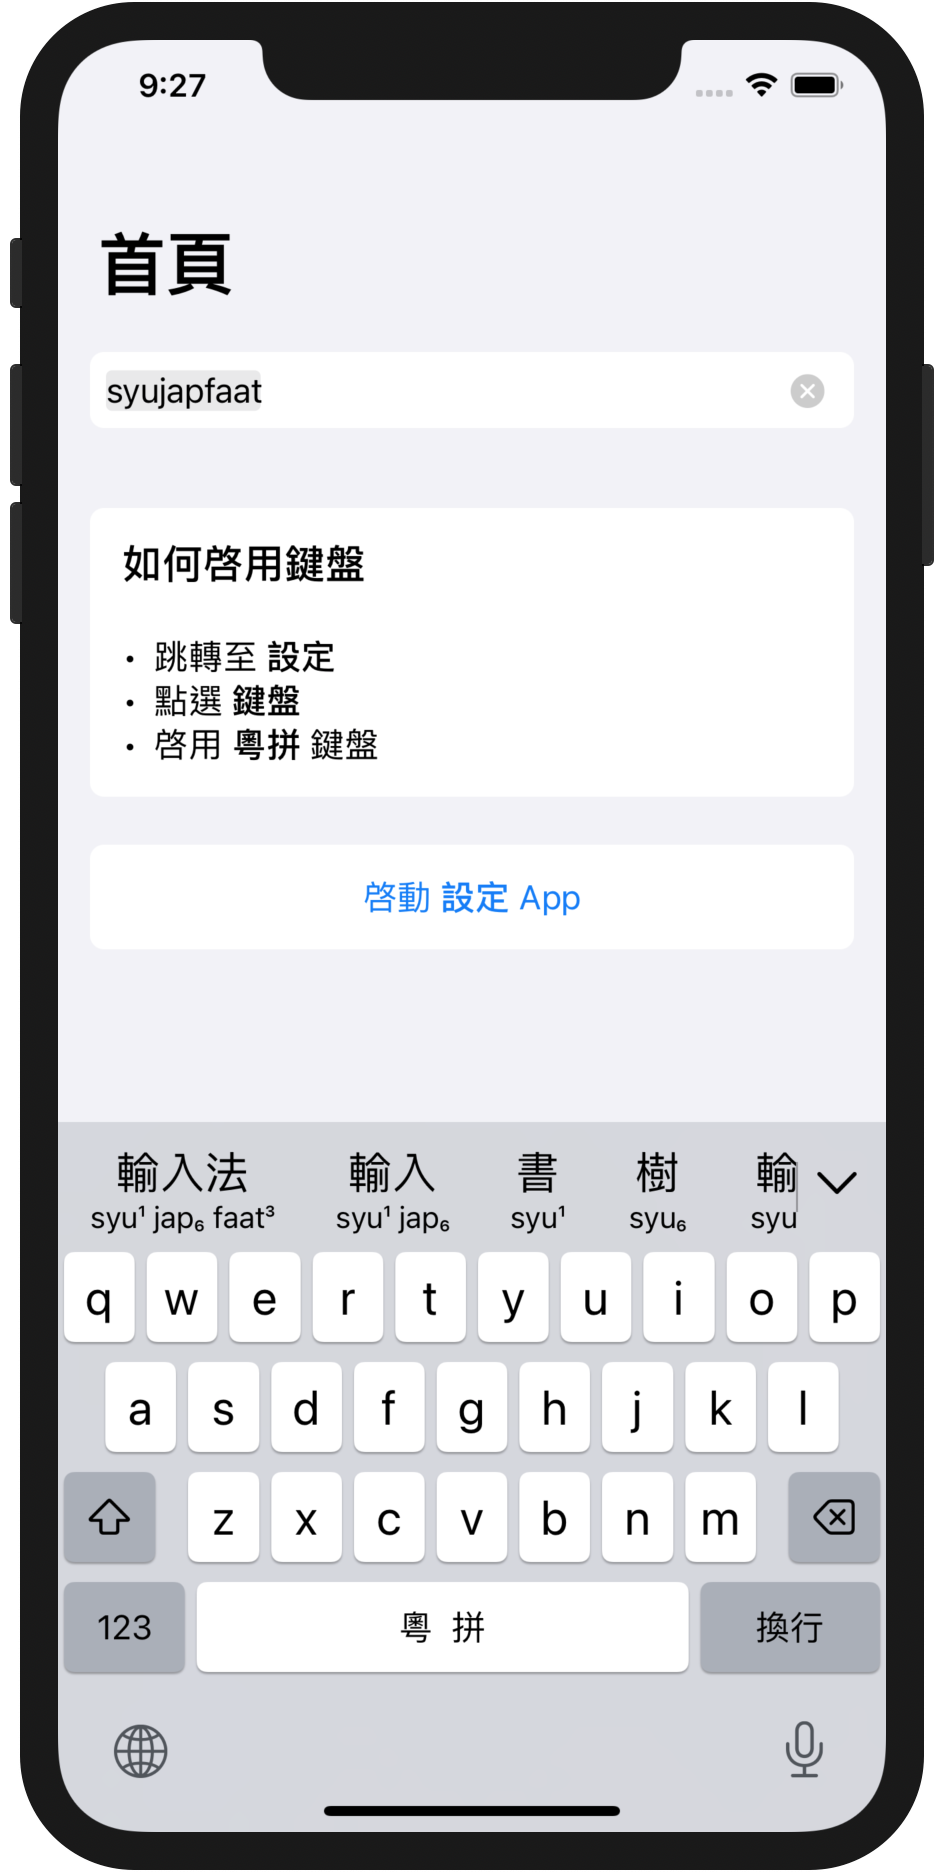 9:27
首頁
syujapfaat
如何啓用鍵盤
• 跳轉至 設定
• 點選 鍵盤
• 啓用 粵拼 鍵盤
啓動 設定 App
輸入法 輸入 書 樹 輸
syu¹ jap₆ faat³ syu¹ jap₆ syu¹ syu₆ syu
q w e r t y u i o p
a s d f g h j k l
z x c v b n m
123 粵 拼 換行